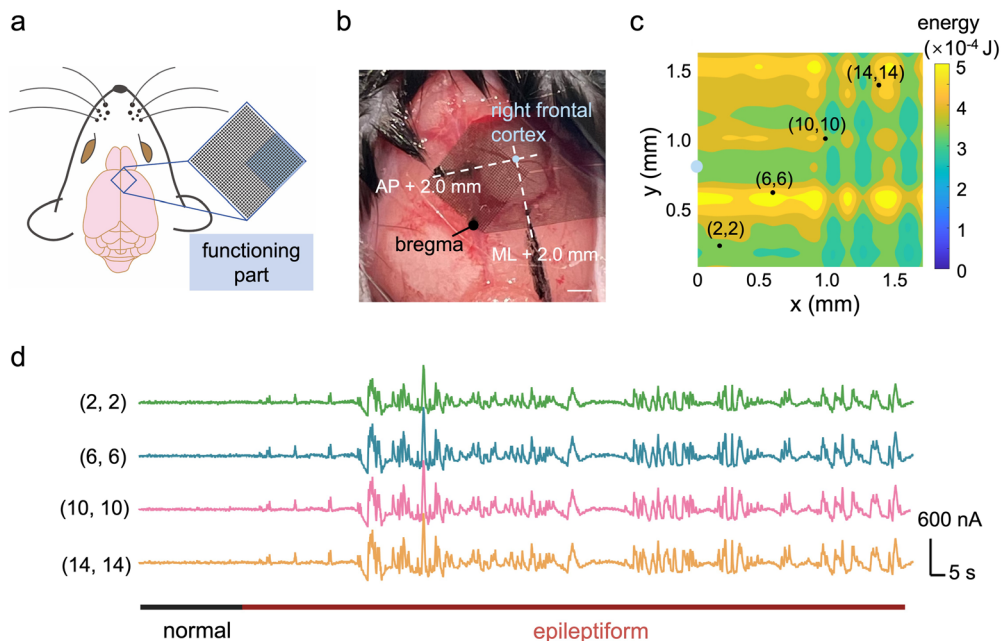 a
functioning
part
b
right frontal
cortex
AP + 2.0 mm
bregma
ML + 2.0 mm
c
energy
(×10⁻⁴ J)
(14,14)
(10,10)
(6,6)
(2,2)
y (mm)
1.5
1.0
0.5
0
0.5
1.0
1.5
x (mm)
5
4
3
2
1
0
d
(2, 2)
(6, 6)
(10, 10)
(14, 14)
600 nA
5 s
normal
epileptiform